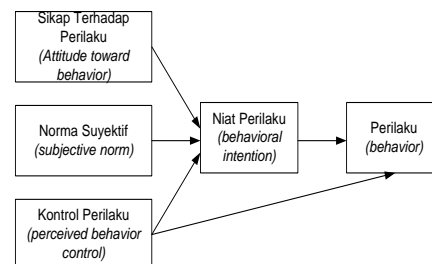 Sikap Terhadap
Perilaku
(Attitude toward
behavior)
Norma Suyektif
(subjective norm)
Kontrol Perilaku
(perceived behavior
control)
Niat Perilaku
(behavioral
intention)
Perilaku
(behavior)